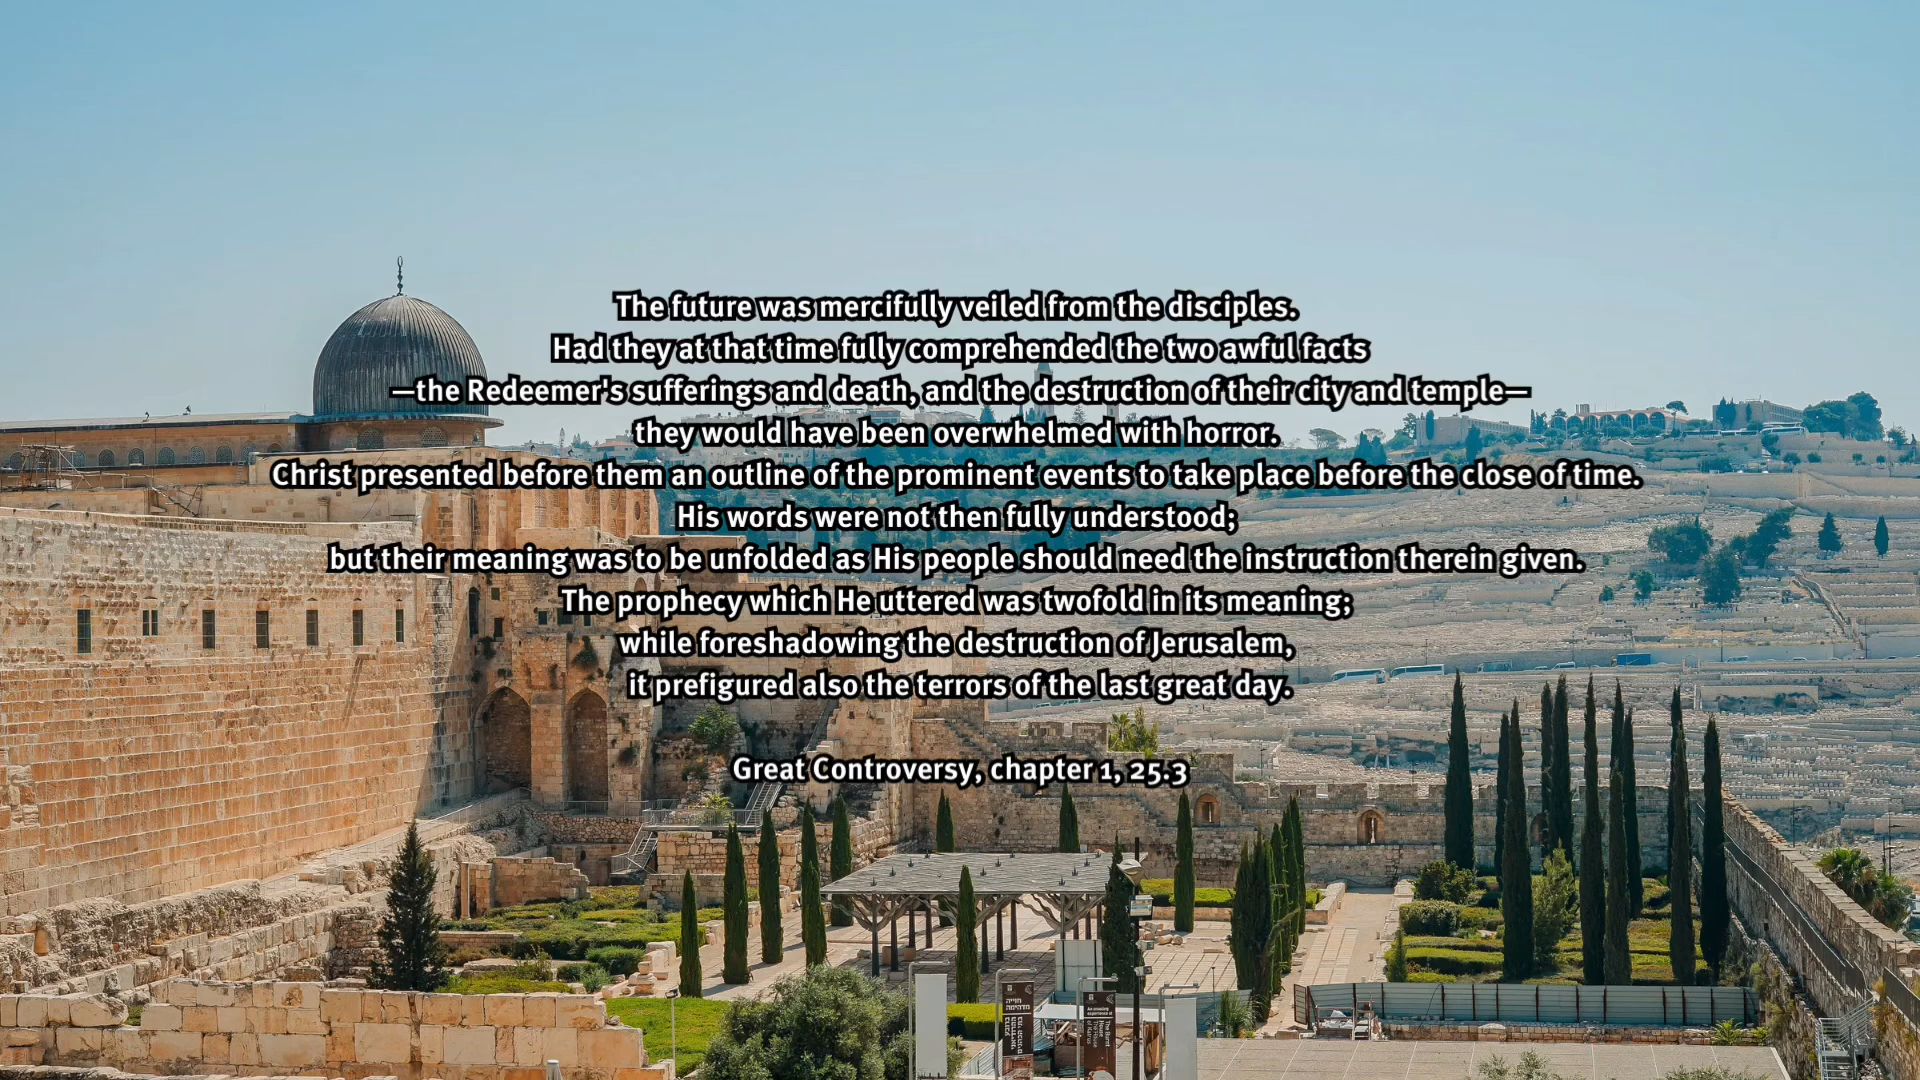 The future was mercifully veiled from the disciples.
Had they at that time fully comprehended the two awful facts
—the Redeemer's sufferings and death, and the destruction of their city and temple—
they would have been overwhelmed with horror.
Christ presented before them an outline of the prominent events to take place before the close of time.
His words were not then fully understood;
but their meaning was to be unfolded as His people should need the instruction therein given.
The prophecy which He uttered was twofold in its meaning;
while foreshadowing the destruction of Jerusalem,
it prefigured also the terrors of the last great day.
Great Controversy, chapter 1, 25.3